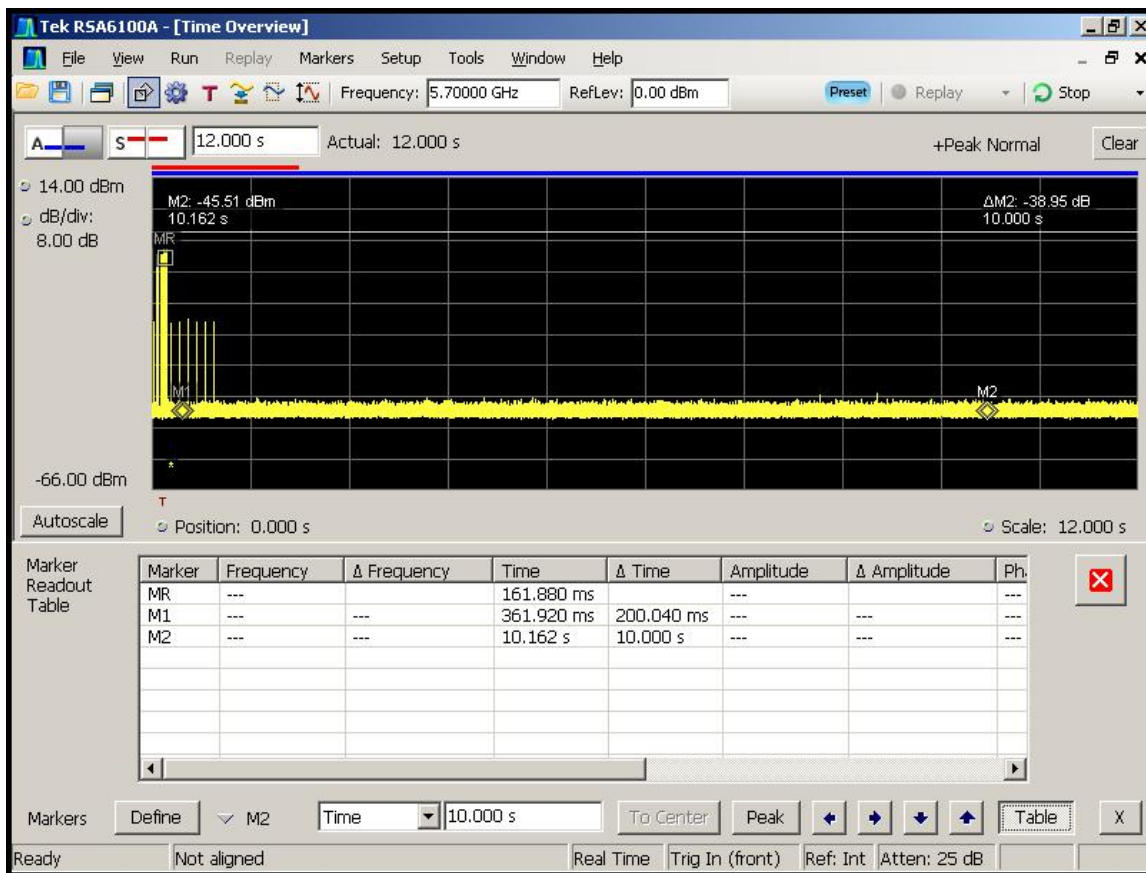 Tek RSA6100A - [Time Overview]
File View Run Replay Markers Setup Tools Window Help
T Frequency: 5.70000 GHz RefLev: 0.00 dBm Preset Replay Stop
A S 12.000 s Actual: 12.000 s +Peak Normal Clear
14.00 dBm
dB/div:
8.00 dB
M2: -45.51 dBm
10.162 s
ΔM2: -38.95 dB
10.000 s
MR
M1
M2
-66.00 dBm
T
Autoscale Position: 0.000 s Scale: 12.000 s
Marker
Readout
Table
Marker Frequency Δ Frequency Time Δ Time Amplitude Δ Amplitude Ph
MR --- 161.880 ms --- ---
M1 --- --- 361.920 ms 200.040 ms --- --- ---
M2 --- --- 10.162 s 10.000 s --- --- ---
Markers Define M2 Time 10.000 s To Center Peak Table X
Ready Not aligned Real Time Trig In (front) Ref: Int Atten: 25 dB